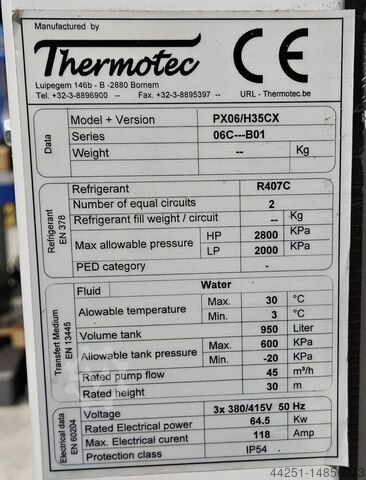 Manufactured by
Thermotec
CE
Luipegem 146b - B -2880 Bornem
Tel. +32-3-8896900 -- Fax. +32-3-8895397 -- URL - Thermotec.be
Data
Model + Version PX06/H35CX
Series 06C---B01
Weight -- Kg
Refrigerant
EN 378
Refrigerant R407C
Number of equal circuits 2
Refrigerant fill weight / circuit -- Kg
Max allowable pressure HP 2800 KPa
LP 2000 KPa
PED category -
Transfert Medium
EN 13445
Fluid Water
Alowable temperature Max. 30 °C
Min. 3 °C
Volume tank 950 Liter
Allowable tank pressure Max. 600 KPa
Min. -20 KPa
Rated pump flow 45 m³/h
Rated height 30 m
Electrical data
EN 60204
Voltage 3x 380/415V 50 Hz
Rated Electrical power 64.5 Kw
Max. Electrical curent 118 Amp
Protection class IP54